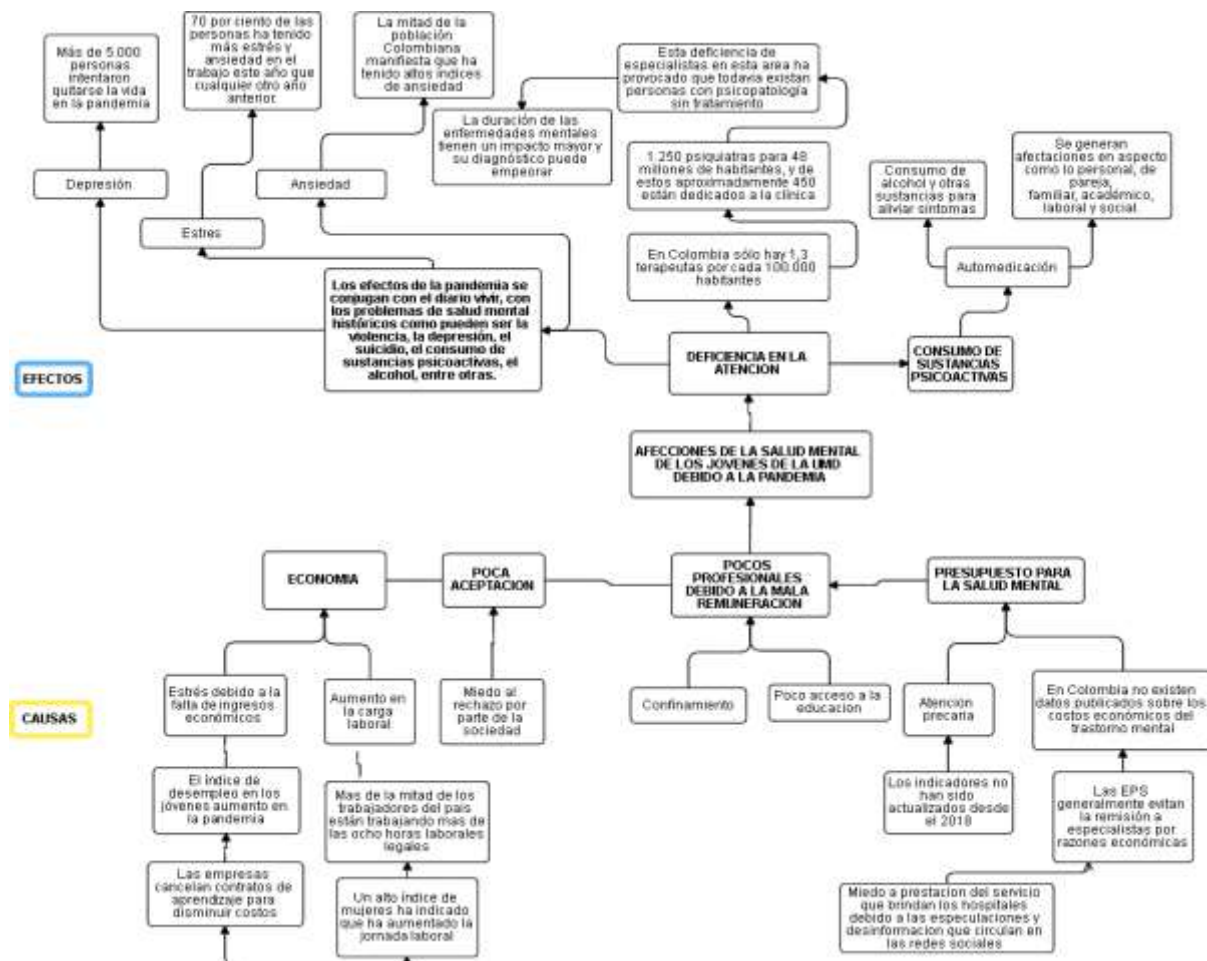 Más de 5.000
personas
intentaron
quitarse la vida
en la pandemia
70 por ciento de las
personas ha tenido
más estrés y
ansiedad en el
trabajo este año que
cualquier otro año
anterior.
La mitad de la
población
Colombiana
manifiesta que ha
tenido altos índices
de ansiedad
Esta deficiencia de
especialistas en esta area ha
provocado que todavia existan
personas con psicopatología
sin tratamiento
La duración de las
enfermedades mentales
tienen un impacto mayor y
su diagnóstico puede
empeorar
1.250 psiquiatras para 48
millones de habitantes, y de
estos aproximadamente 450
están dedicados a la clínica
Consumo de
alcohol y otras
sustancias para
aliviar síntomas
Se generan
afectaciones en aspecto
como lo personal, de
pareja,
familiar, académico,
laboral y social
Depresión
Ansiedad
Estres
En Colombia sólo hay 1,3
terapeutas por cada 100.000
habitantes
Automedicación
Los efectos de la pandemia se
conjugan con el diario vivir, con
los problemas de salud mental
históricos como pueden ser la
violencia, la depresión, el
suicidio, el consumo de
sustancias psicoactivas, el
alcohol, entre otras.
DEFICIENCIA EN LA
ATENCION
CONSUMO DE
SUSTANCIAS
PSICOACTIVAS
EFECTOS
AFECCIONES DE LA SALUD MENTAL
DE LOS JOVENES DE LA UMD
DEBIDO A LA PANDEMIA
ECONOMIA
POCA
ACEPTACION
POCOS
PROFESIONALES
DEBIDO A LA MALA
REMUNERACION
PRESUPUESTO PARA
LA SALUD MENTAL
CAUSAS
Estrés debido a la
falta de ingresos
económicos
Aumento en
la carga
laboral
Miedo al
rechazo por
parte de la
sociedad
Confinamiento
Poco acceso a la
educacion
Atención
precaria
En Colombia no existen
datos publicados sobre los
costos económicos del
trastorno mental
El índice de
desempleo en los
jóvenes aumento en
la pandemia
Mas de la mitad de los
trabajadores del pais
están trabajando mas de
las ocho horas laborales
legales
Los indicadores no
han sido
actualizados desde
el 2018
Las EPS
generalmente evitan
la remisión a
especialistas por
razones económicas
Las empresas
cancelan contratos de
aprendizaje para
disminuir costos
Un alto índice de
mujeres ha indicado
que ha aumentado la
jornada laboral
Miedo a prestacion del servicio
que brindan los hospitales
debido a las especulaciones y
desinformacion que circulan en
las redes sociales